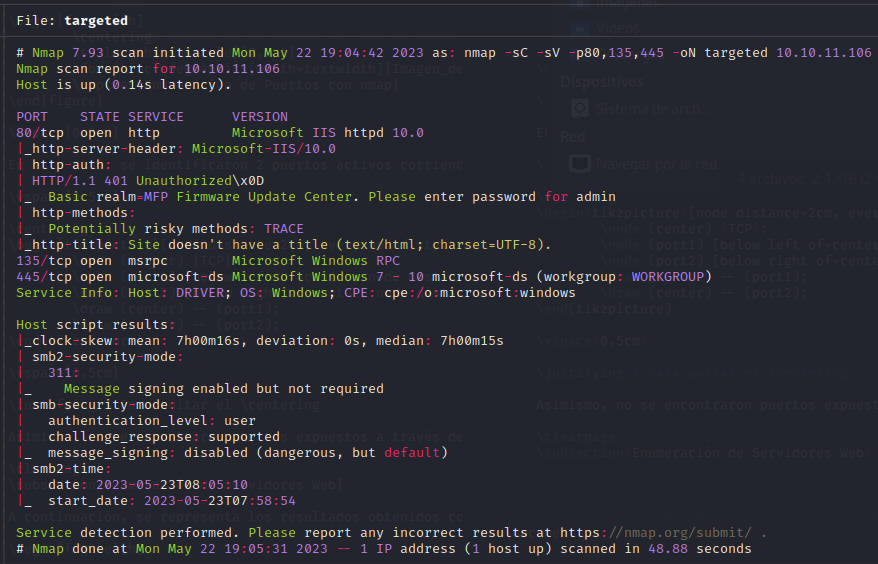 File: targeted
# Nmap 7.93 scan initiated Mon May 22 19:04:42 2023 as: nmap -sC -sV -p80,135,445 -oN targeted 10.10.11.106
Nmap scan report for 10.10.11.106
Host is up (0.14s latency).
PORT    STATE SERVICE      VERSION
80/tcp  open  http         Microsoft IIS httpd 10.0
|_http-server-header: Microsoft-IIS/10.0
| http-auth:
| HTTP/1.1 401 Unauthorized\x0D
|_  Basic realm=MFP Firmware Update Center. Please enter password for admin
| http-methods:
|_  Potentially risky methods: TRACE
|_http-title: Site doesn't have a title (text/html; charset=UTF-8).
135/tcp open  msrpc        Microsoft Windows RPC
445/tcp open  microsoft-ds Microsoft Windows 7 - 10 microsoft-ds (workgroup: WORKGROUP)
Service Info: Host: DRIVER; OS: Windows; CPE: cpe:/o:microsoft:windows
Host script results:
|_clock-skew: mean: 7h00m16s, deviation: 0s, median: 7h00m15s
| smb2-security-mode:
|   311:
|_    Message signing enabled but not required
| smb-security-mode:
|   authentication_level: user
|   challenge_response: supported
|_  message_signing: disabled (dangerous, but default)
| smb2-time:
|   date: 2023-05-23T08:05:10
|_  start_date: 2023-05-23T07:58:54
Service detection performed. Please report any incorrect results at https://nmap.org/submit/ .
# Nmap done at Mon May 22 19:05:31 2023 -- 1 IP address (1 host up) scanned in 48.88 seconds
Videos
Dispositivos
Sistema de arch...
Red
Navegar por la red